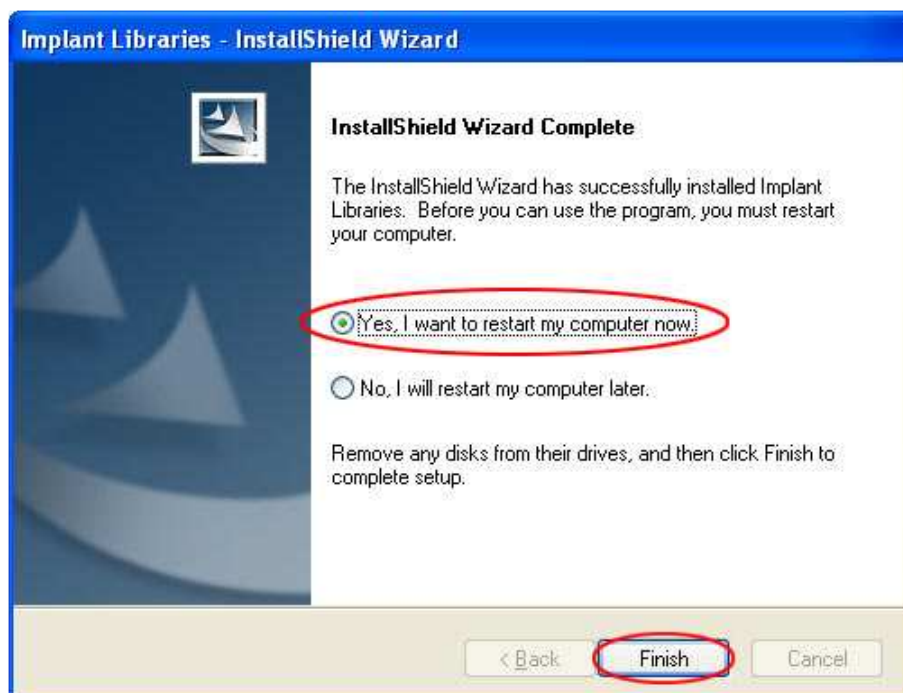 Implant Libraries - InstallShield Wizard
InstallShield Wizard Complete
The InstallShield Wizard has successfully installed Implant
Libraries. Before you can use the program, you must restart
your computer.
Yes, I want to restart my computer now.
No, I will restart my computer later.
Remove any disks from their drives, and then click Finish to
complete setup.
< Back Finish Cancel